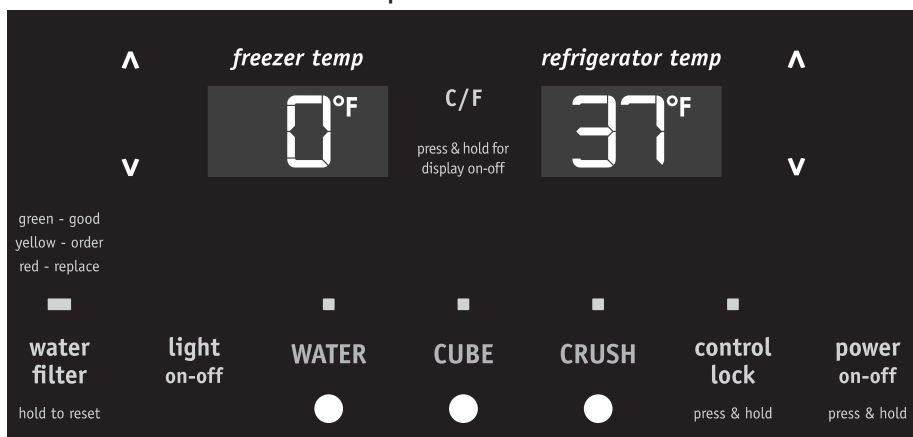 freezer temp
refrigerator temp
0°F
C/F
37°F
press & hold for
display on-off
green - good
yellow - order
red - replace
water
filter
hold to reset
light
on-off
WATER
CUBE
CRUSH
control
lock
press & hold
power
on-off
press & hold